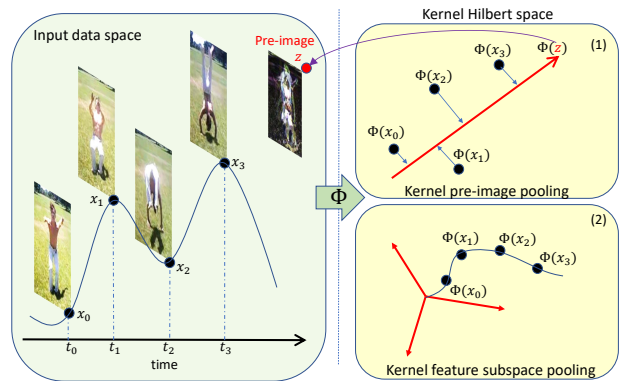 Input data space
Pre-image
z
x₀
x₁
x₂
x₃
t₀
t₁
t₂
t₃
time
Φ
Kernel Hilbert space
(1)
Φ(x₃)
Φ(z)
Φ(x₂)
Φ(x₀)
Φ(x₁)
Kernel pre-image pooling
(2)
Φ(x₁)
Φ(x₂)
Φ(x₃)
Φ(x₀)
Kernel feature subspace pooling